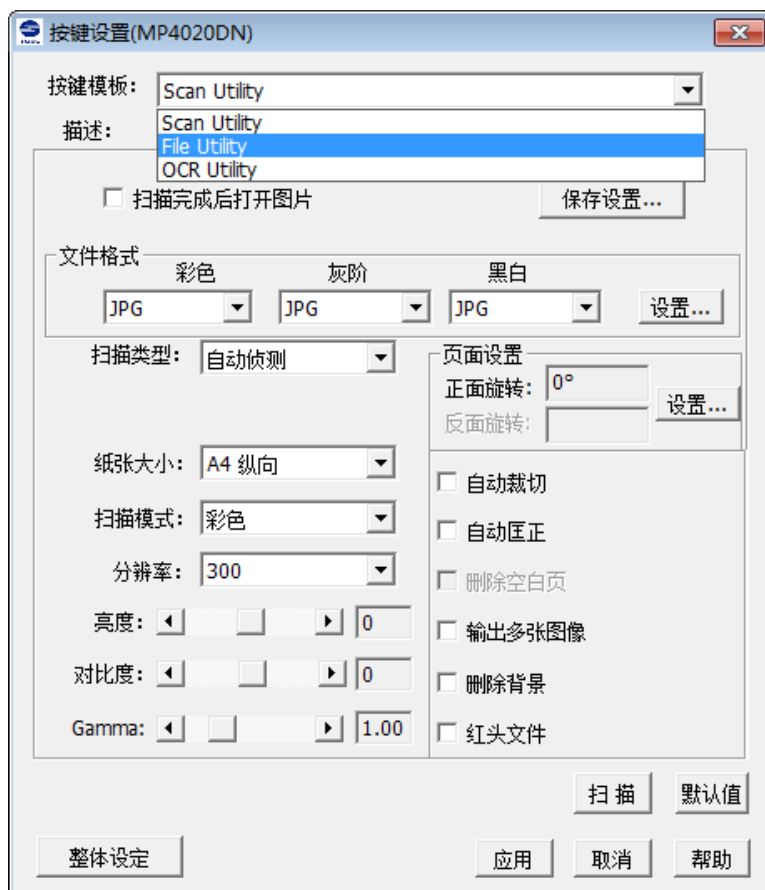 按键设置(MP4020DN)
按键模板: Scan Utility
Scan Utility
描述:
File Utility
OCR Utility
扫描完成后打开图片 保存设置...
文件格式
彩色 灰阶 黑白
JPG JPG JPG 设置...
扫描类型: 自动侦测
页面设置
正面旋转: 0°
设置...
反面旋转:
纸张大小: A4 纵向
自动裁切
扫描模式: 彩色
自动匡正
分辨率: 300
删除空白页
亮度: 0
输出多张图像
对比度: 0
删除背景
Gamma: 1.00
红头文件
扫 描 默认值
整体设定 应用 取消 帮助